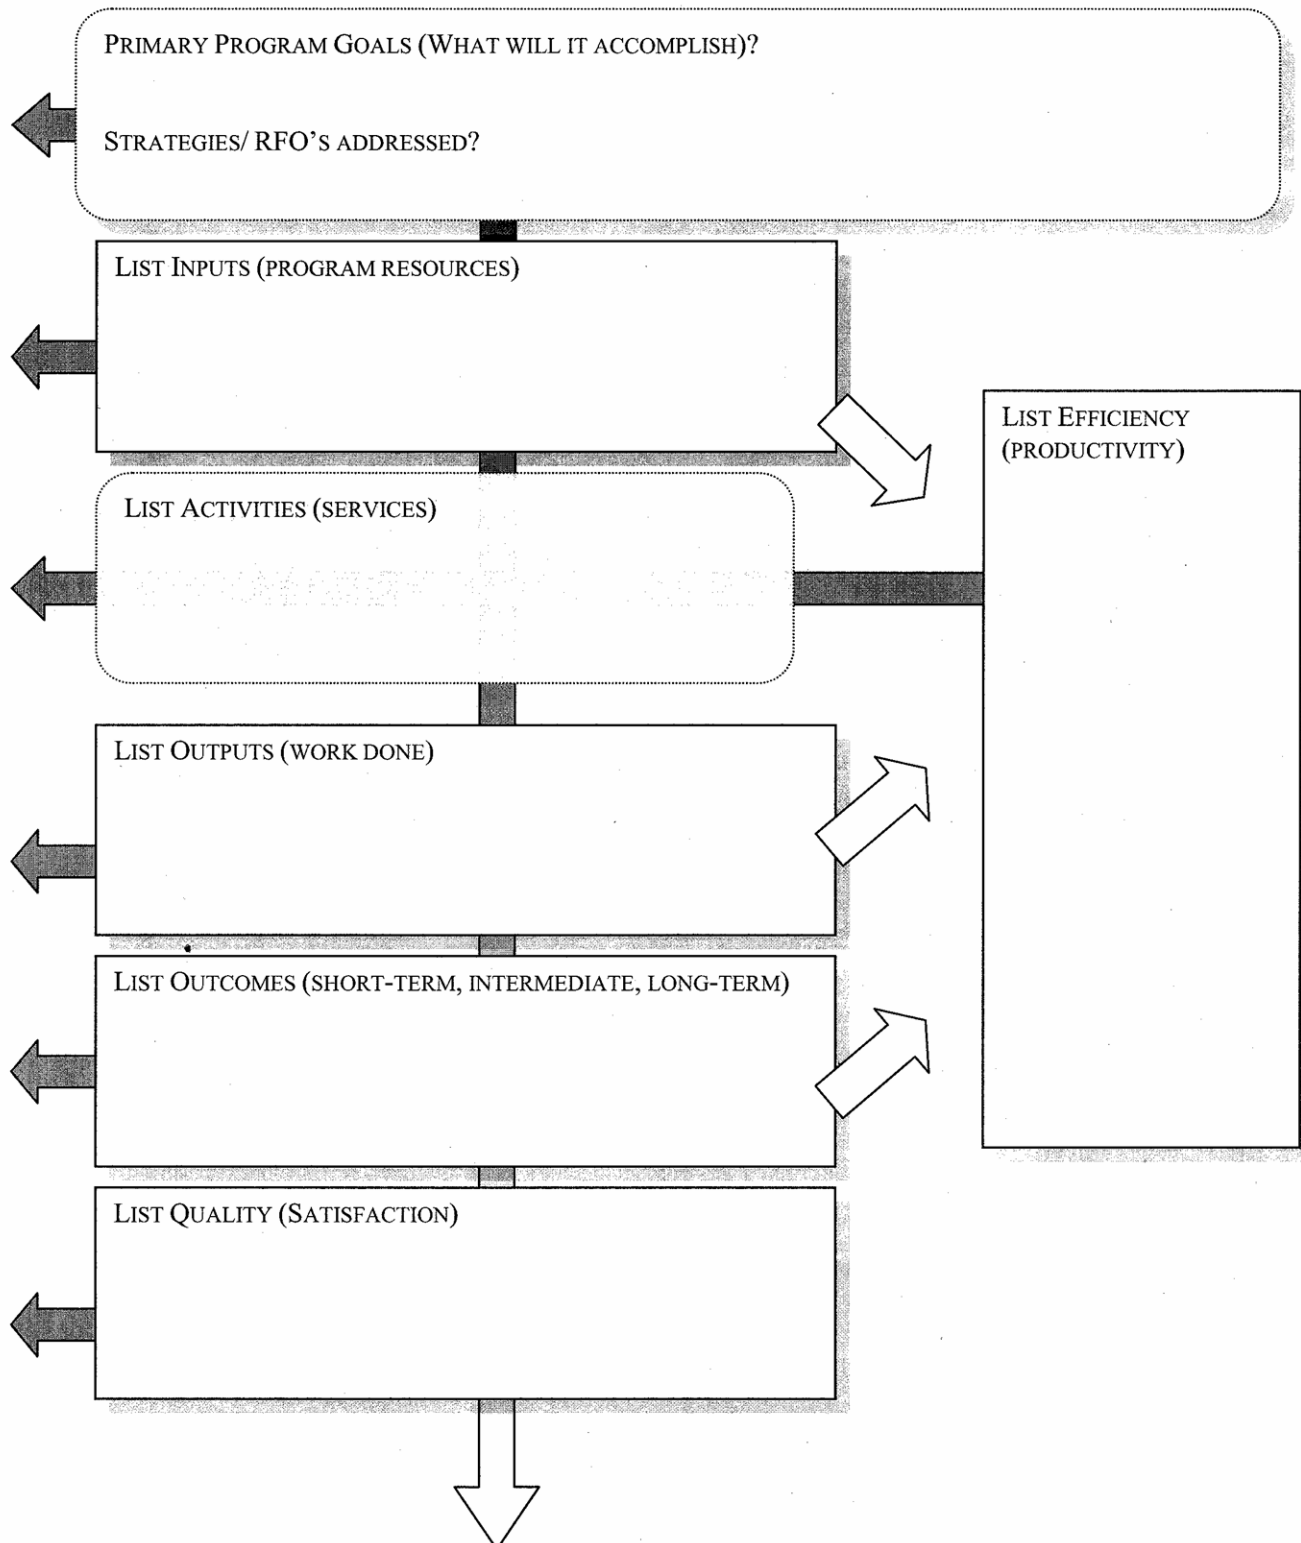 PRIMARY PROGRAM GOALS (WHAT WILL IT ACCOMPLISH)?
STRATEGIES/ RFO'S ADDRESSED?
LIST INPUTS (PROGRAM RESOURCES)
LIST EFFICIENCY
(PRODUCTIVITY)
LIST ACTIVITIES (SERVICES)
LIST OUTPUTS (WORK DONE)
LIST OUTCOMES (SHORT-TERM, INTERMEDIATE, LONG-TERM)
LIST QUALITY (SATISFACTION)